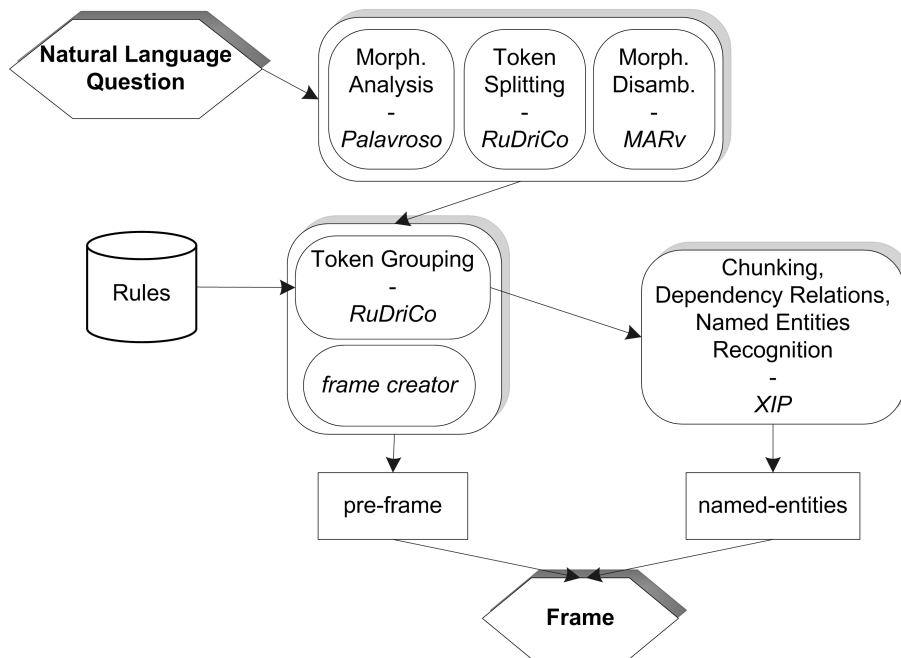 Natural Language
Question
Morph.
Analysis
-
Palavroso
Token
Splitting
-
RuDriCo
Morph.
Disamb.
-
MARv
Rules
Token Grouping
-
RuDriCo
frame creator
Chunking,
Dependency Relations,
Named Entities
Recognition
-
XIP
pre-frame
named-entities
Frame